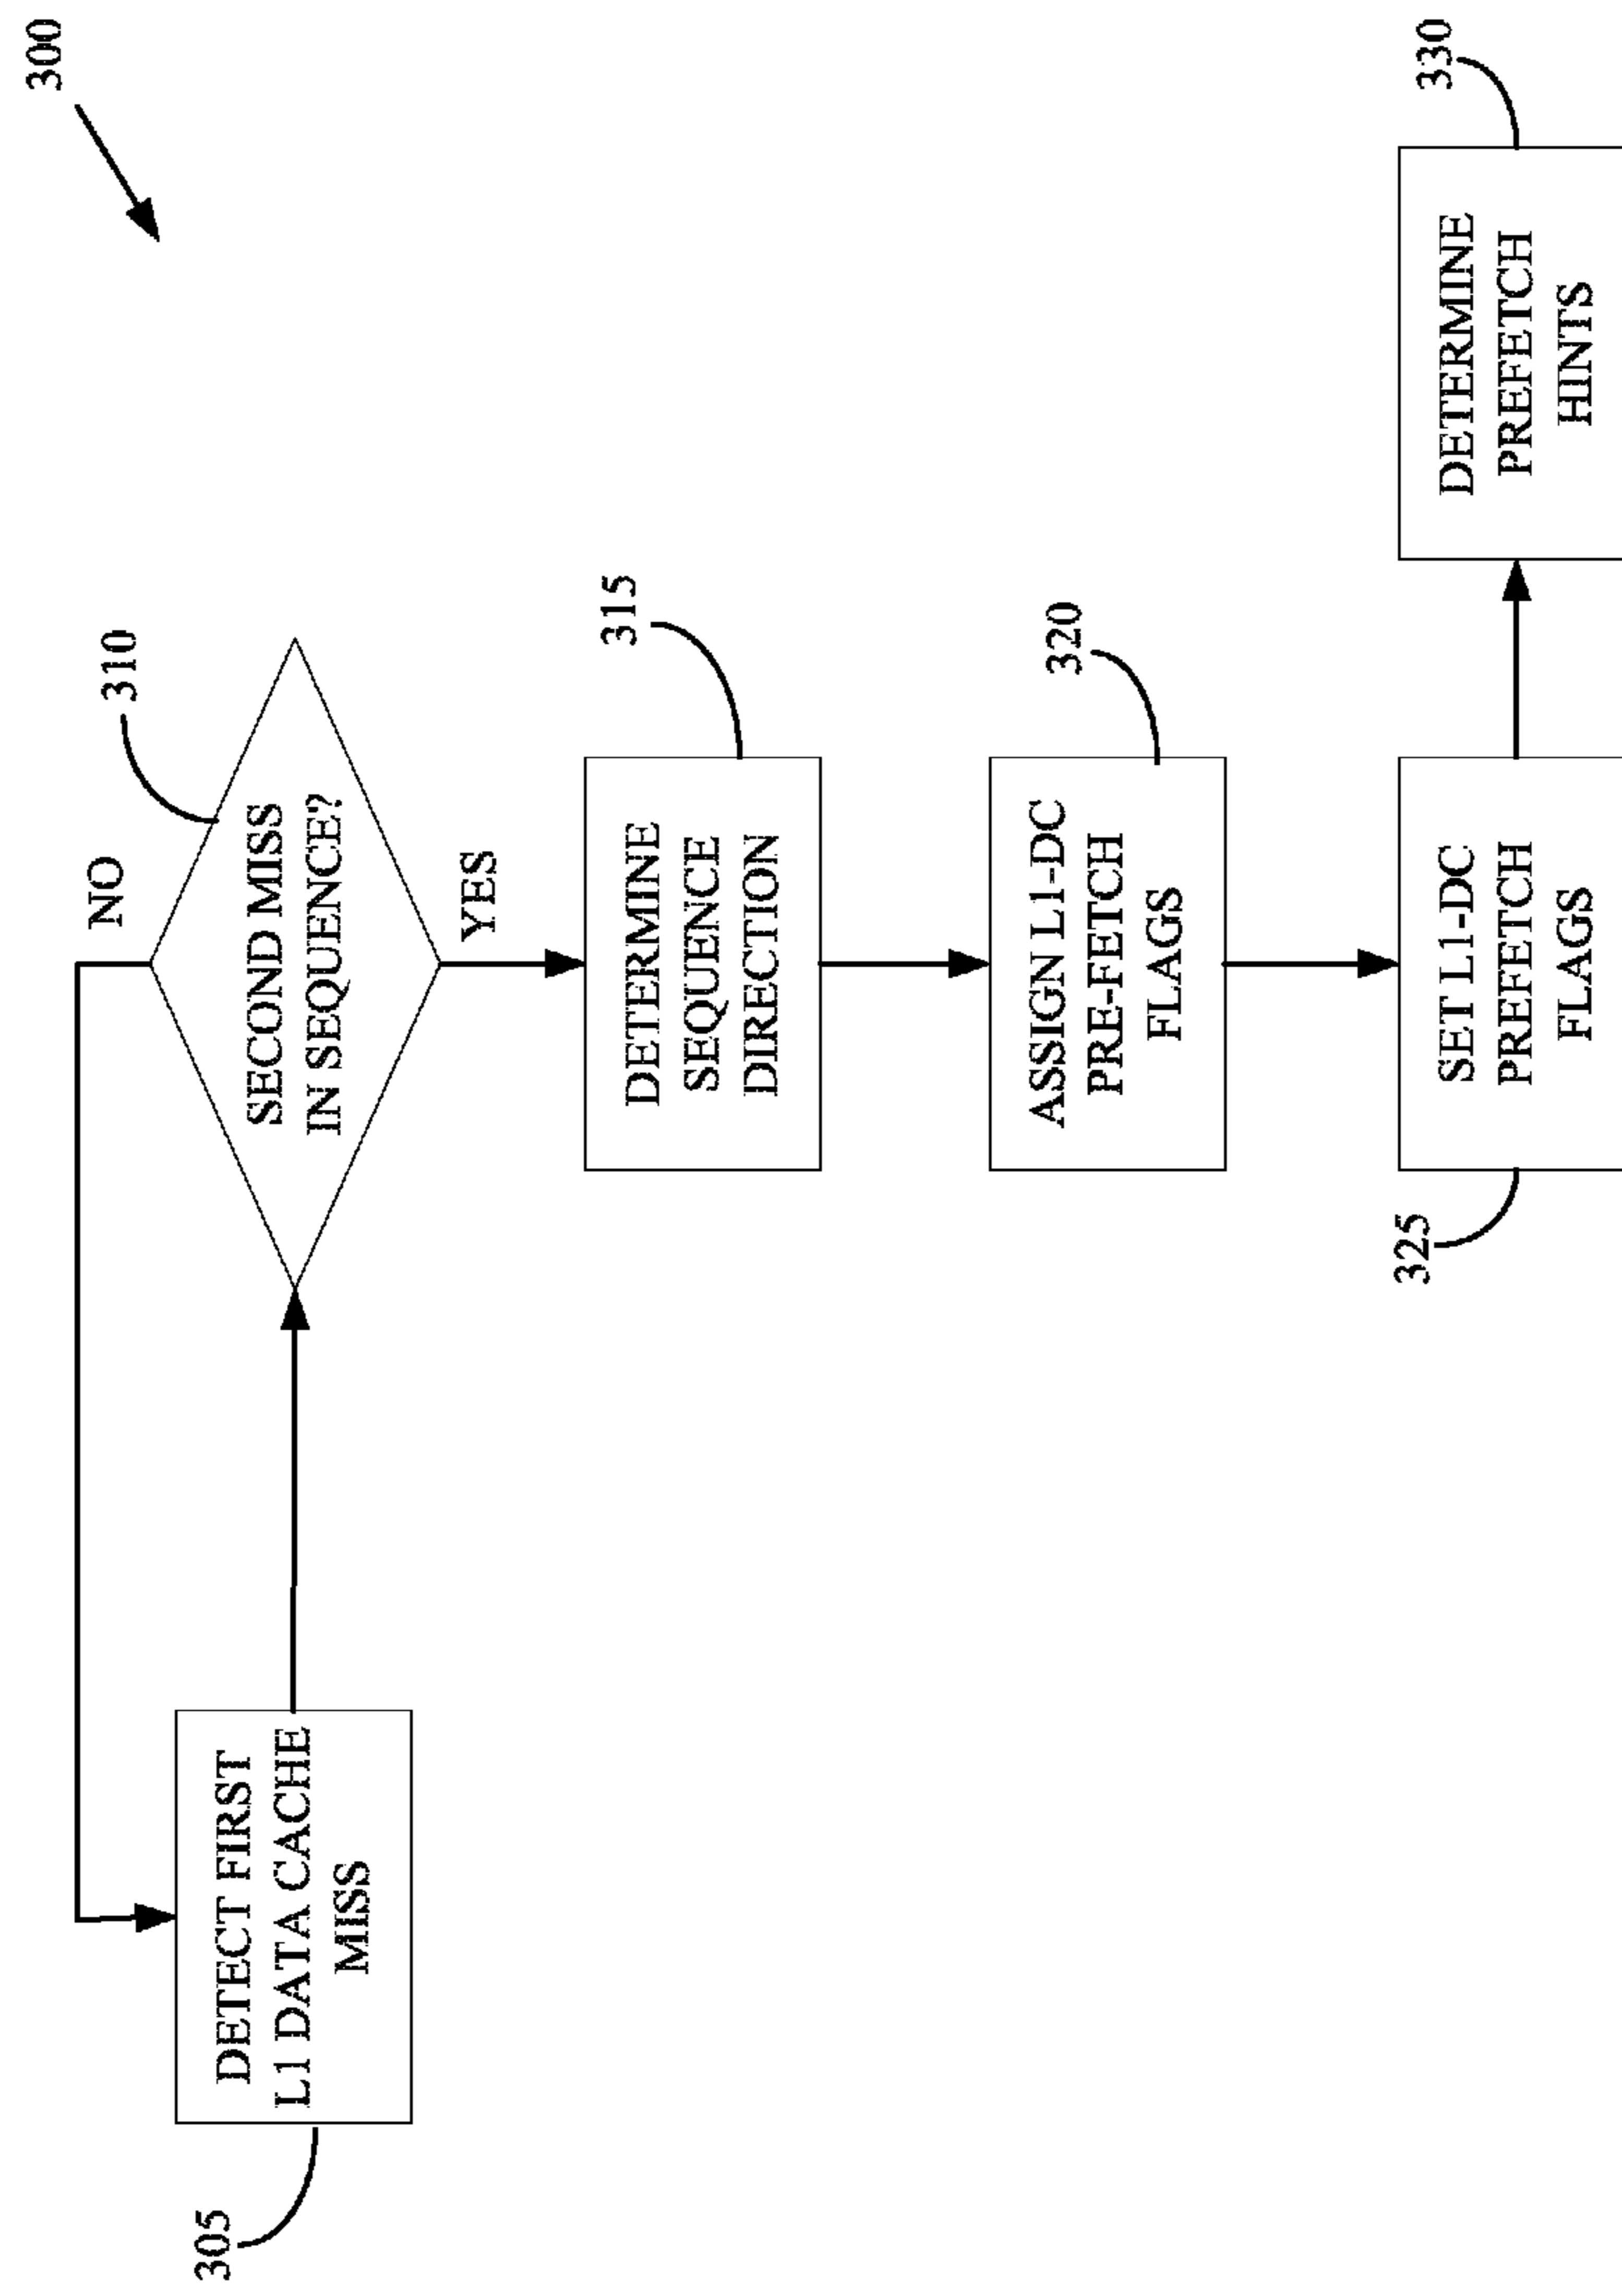 300
305
DETECT FIRST
L1 DATA CACHE
MISS
NO
310
SECOND MISS
IN SEQUENCE?
YES
315
DETERMINE
SEQUENCE
DIRECTION
320
ASSIGN L1-DC
PRE-FETCH
FLAGS
325
SET L1-DC
PREFETCH
FLAGS
330
DETERMINE
PREFETCH
HINTS